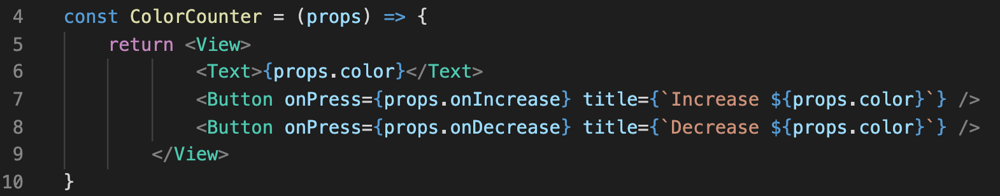 4 const ColorCounter = (props) => {
5 return <View>
6 <Text>{props.color}</Text>
7 <Button onPress={props.onIncrease} title={`Increase ${props.color}`} />
8 <Button onPress={props.onDecrease} title={`Decrease ${props.color}`} />
9 </View>
10 }